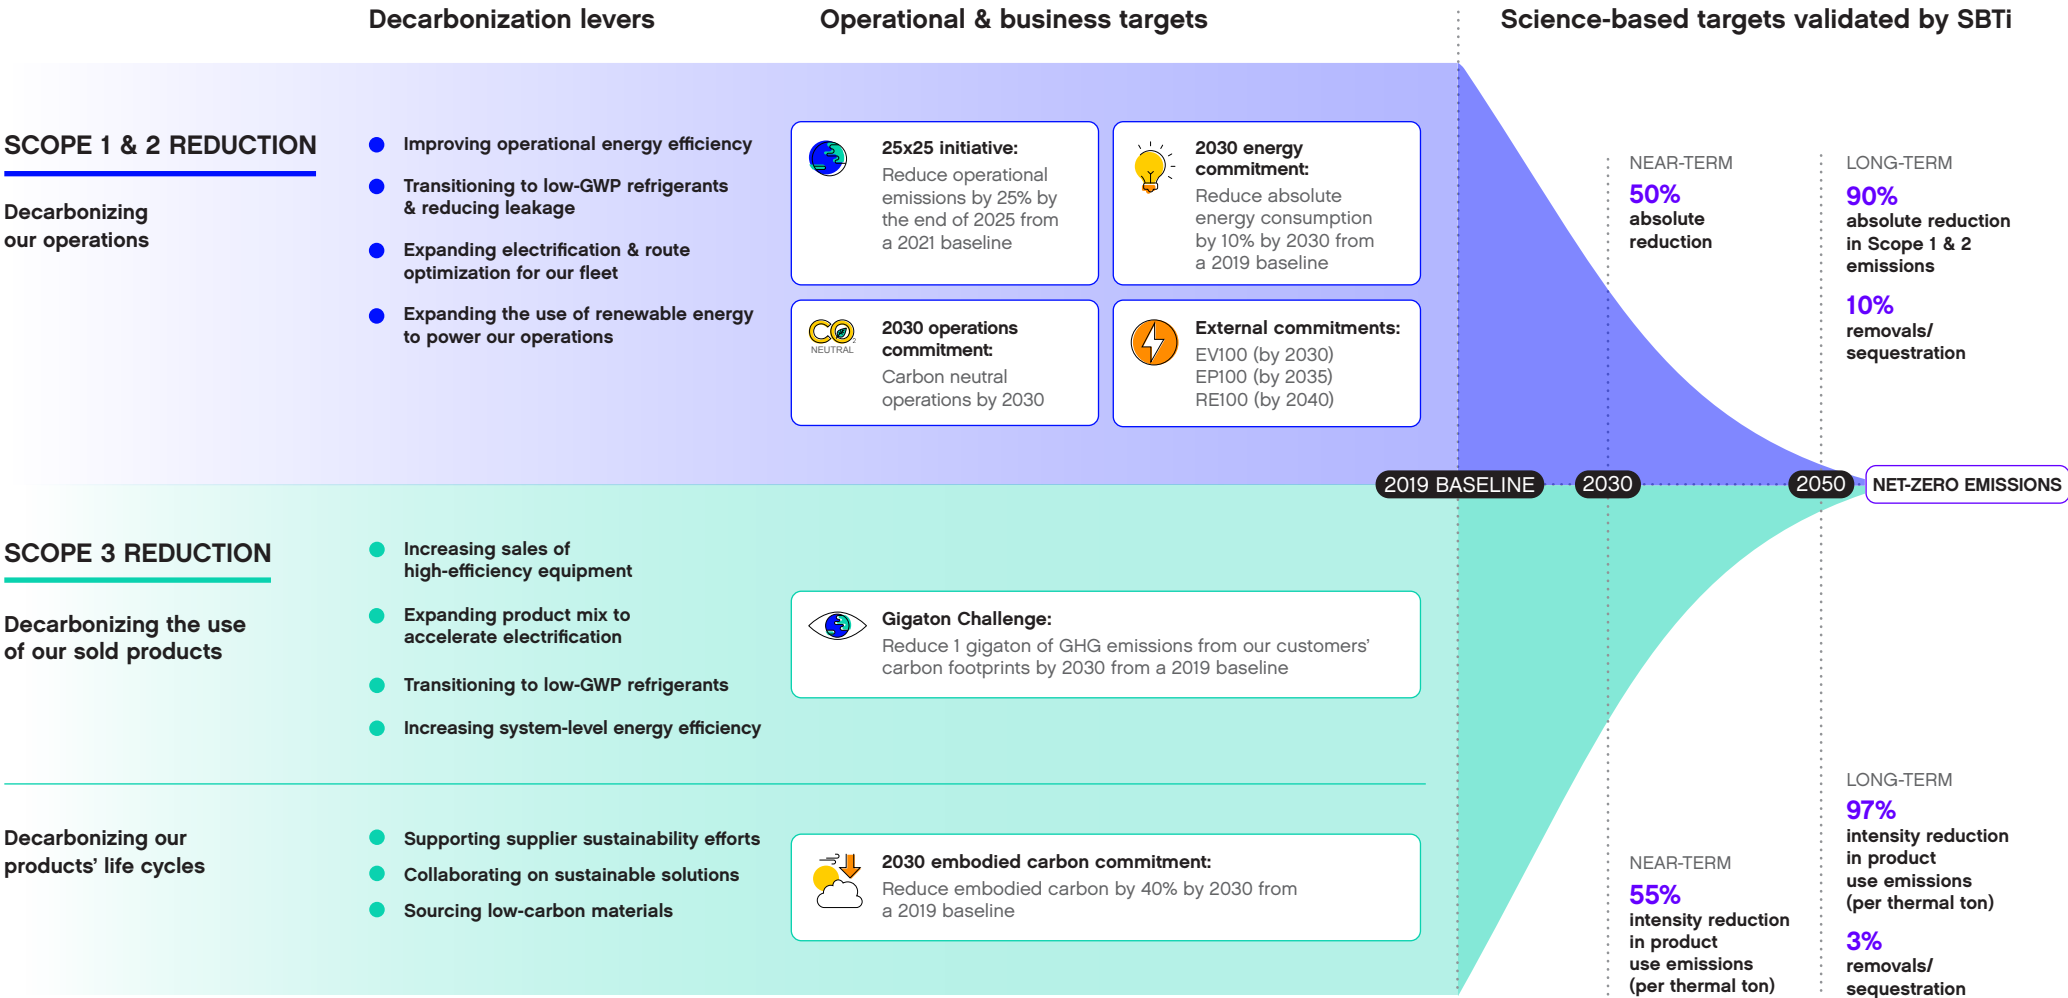 Decarbonization levers
Operational & business targets
Science-based targets validated by SBTi
SCOPE 1 & 2 REDUCTION
Decarbonizing
our operations
Improving operational energy efficiency
Transitioning to low-GWP refrigerants
& reducing leakage
Expanding electrification & route
optimization for our fleet
Expanding the use of renewable energy
to power our operations
25x25 initiative:
Reduce operational
emissions by 25% by
the end of 2025 from
a 2021 baseline
2030 energy
commitment:
Reduce absolute
energy consumption
by 10% by 2030 from
a 2019 baseline
CO2
NEUTRAL
2030 operations
commitment:
Carbon neutral
operations by 2030
External commitments:
EV100 (by 2030)
EP100 (by 2035)
RE100 (by 2040)
NEAR-TERM
50%
absolute
reduction
LONG-TERM
90%
absolute reduction
in Scope 1 & 2
emissions
10%
removals/
sequestration
2019 BASELINE
2030
2050
NET-ZERO EMISSIONS
SCOPE 3 REDUCTION
Decarbonizing the use
of our sold products
Increasing sales of
high-efficiency equipment
Expanding product mix to
accelerate electrification
Transitioning to low-GWP refrigerants
Increasing system-level energy efficiency
Gigaton Challenge:
Reduce 1 gigaton of GHG emissions from our customers’
carbon footprints by 2030 from a 2019 baseline
Decarbonizing our
products’ life cycles
Supporting supplier sustainability efforts
Collaborating on sustainable solutions
Sourcing low-carbon materials
2030 embodied carbon commitment:
Reduce embodied carbon by 40% by 2030 from
a 2019 baseline
NEAR-TERM
55%
intensity reduction
in product
use emissions
(per thermal ton)
LONG-TERM
97%
intensity reduction
in product
use emissions
(per thermal ton)
3%
removals/
sequestration